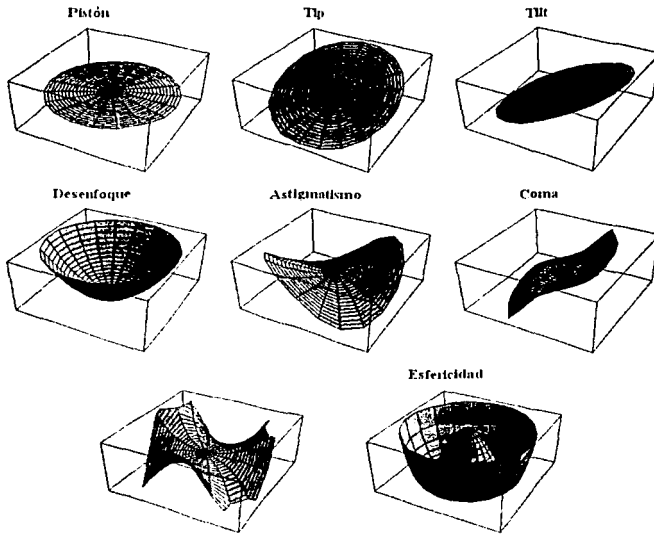 Pistón
Tip
Tilt
Desenfoque
Astigmatismo
Coma
Esfericidad